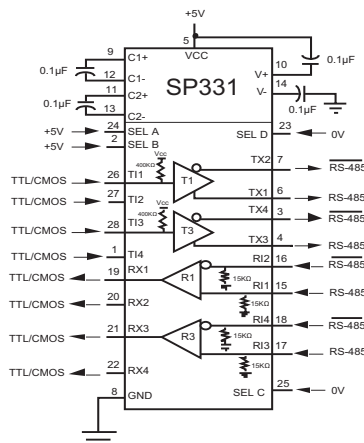 +5V
9
5
C1+
VCC
0.1µF
12
C1-
SP331
10
V+
0.1µF
11
C2+
14
V-
0.1µF
13
C2-
0.1µF
+5V
24
SEL A
23
SEL D
0V
+5V
2
SEL B
Vcc
400KΩ
TX2
7
RS-485
TTL/CMOS
26
TI1
T1
TX1
6
RS-485
TTL/CMOS
27
TI2
Vcc
400KΩ
TX4
3
RS-485
TTL/CMOS
28
TI3
T3
TX3
4
RS-485
TTL/CMOS
1
TI4
RI2
16
RS-485
TTL/CMOS
19
RX1
R1
15KΩ
RI1
15
RS-485
TTL/CMOS
20
RX2
15KΩ
RI4
18
RS-485
TTL/CMOS
21
RX3
R3
15KΩ
RI3
17
RS-485
TTL/CMOS
22
RX4
15KΩ
8
GND
SEL C
25
0V